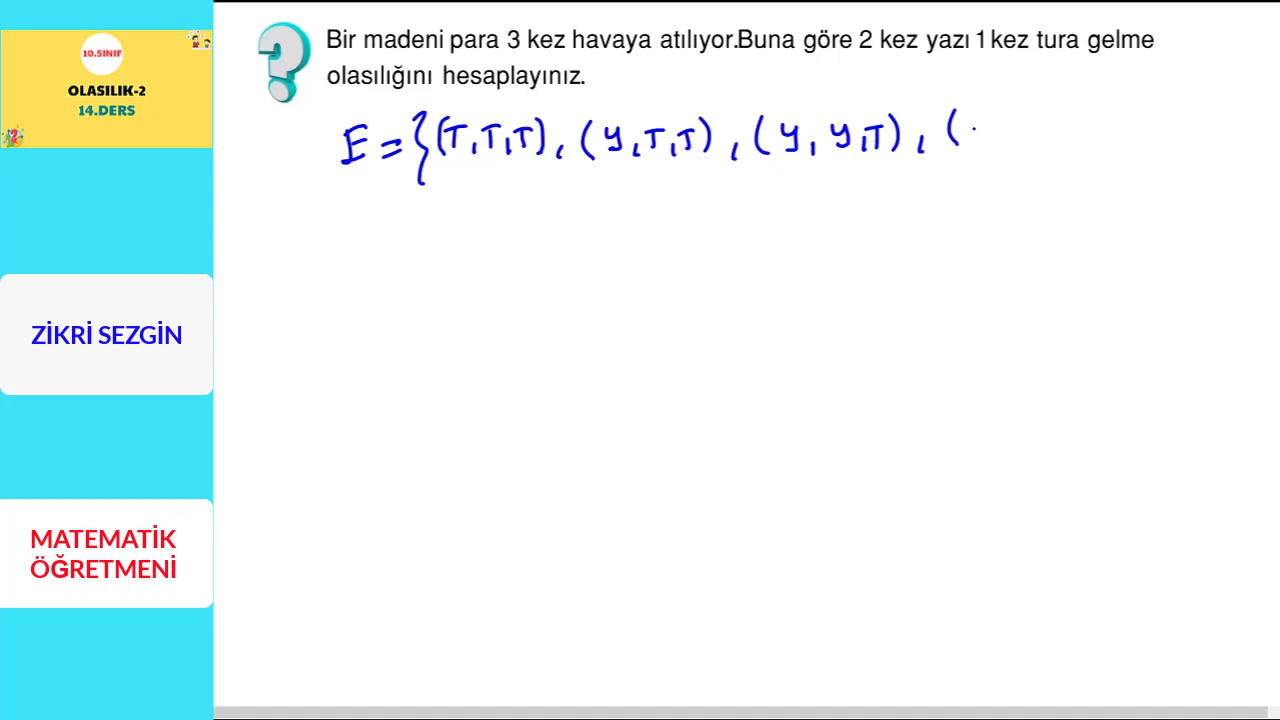 10.SINIF
OLASILIK-2
14.DERS
ZİKRİ SEZGİN
MATEMATİK
ÖĞRETMENİ
Bir madeni para 3 kez havaya atılıyor.Buna göre 2 kez yazı 1 kez tura gelme
olasılığını hesaplayınız.
E = {(T,T,T), (Y,T,T), (Y,Y,T), (